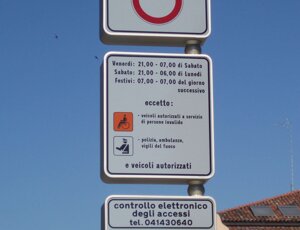 Venerdì: 21,00 - 07,00 di Sabato
Sabato: 21,00 - 06,00 di Lunedì
Festivi: 07,00 - 07,00 del giorno
successivo
eccetto:
- veicoli autorizzati a servizio
di persone invalide
- polizia, ambulanze,
vigili del fuoco
e veicoli autorizzati
controllo elettronico
degli accessi
tel. 041430640